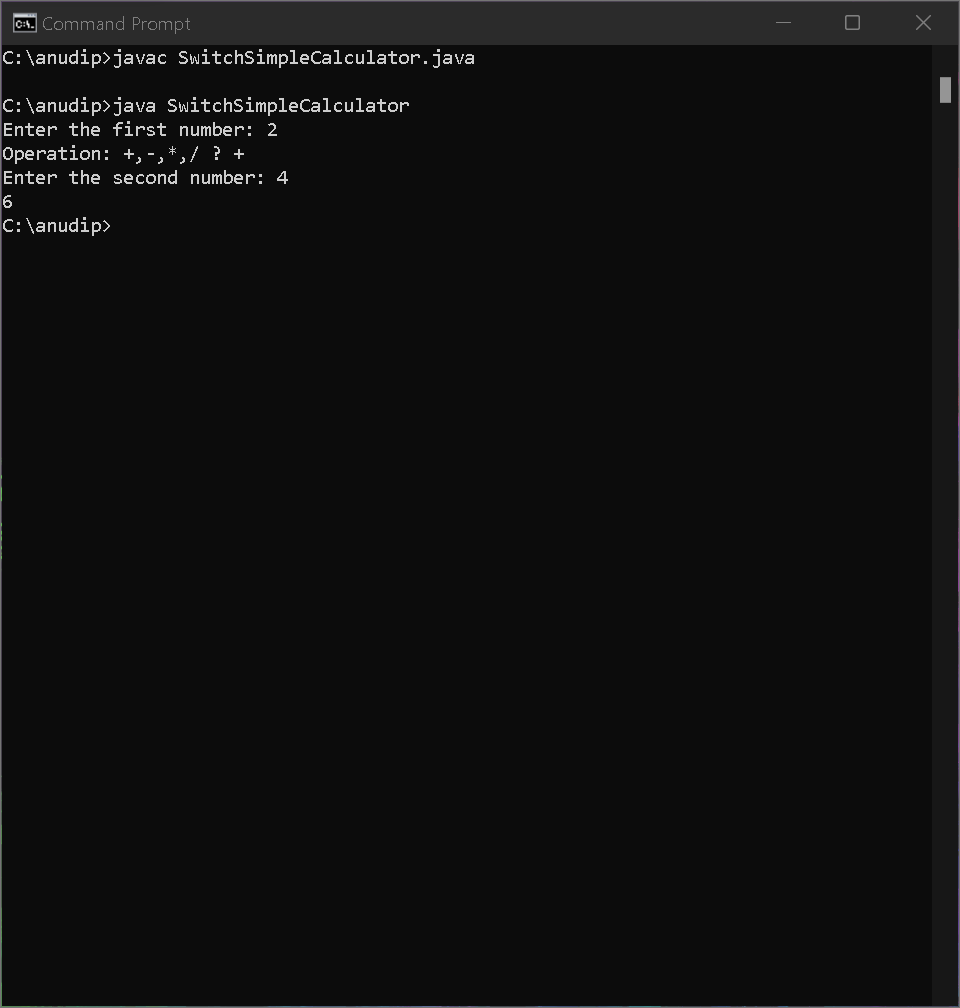 Command Prompt
C:\anudip>javac SwitchSimpleCalculator.java
C:\anudip>java SwitchSimpleCalculator
Enter the first number: 2
Operation: +,-,*,/ ? +
Enter the second number: 4
6
C:\anudip>